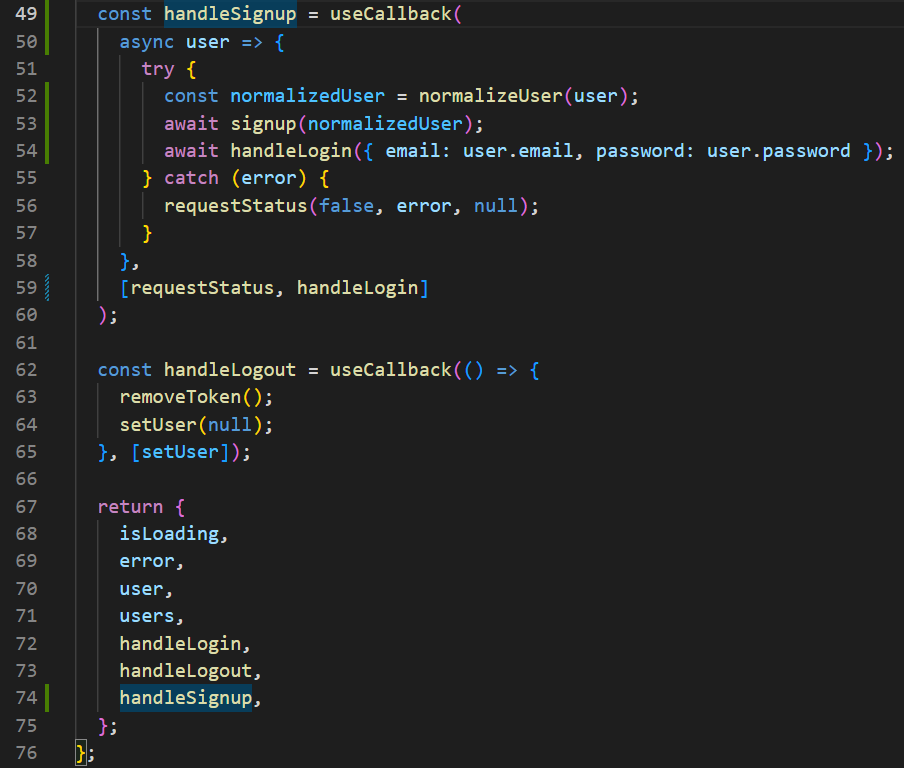 49 const handleSignup = useCallback(
50 async user => {
51 try {
52 const normalizedUser = normalizeUser(user);
53 await signup(normalizedUser);
54 await handleLogin({ email: user.email, password: user.password });
55 } catch (error) {
56 requestStatus(false, error, null);
57 }
58 },
59 [requestStatus, handleLogin]
60 );
61
62 const handleLogout = useCallback(() => {
63 removeToken();
64 setUser(null);
65 }, [setUser]);
66
67 return {
68 isLoading,
69 error,
70 user,
71 users,
72 handleLogin,
73 handleLogout,
74 handleSignup,
75 };
76 };